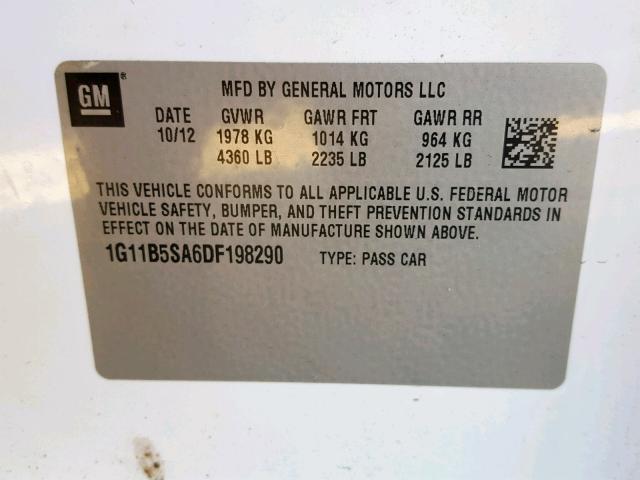 GM®
MFD BY GENERAL MOTORS LLC
DATE GVWR GAWR FRT GAWR RR
10/12 1978 KG 1014 KG 964 KG
4360 LB 2235 LB 2125 LB
THIS VEHICLE CONFORMS TO ALL APPLICABLE U.S. FEDERAL MOTOR
VEHICLE SAFETY, BUMPER, AND THEFT PREVENTION STANDARDS IN
EFFECT ON THE DATE OF MANUFACTURE SHOWN ABOVE.
1G11B5SA6DF198290 TYPE: PASS CAR